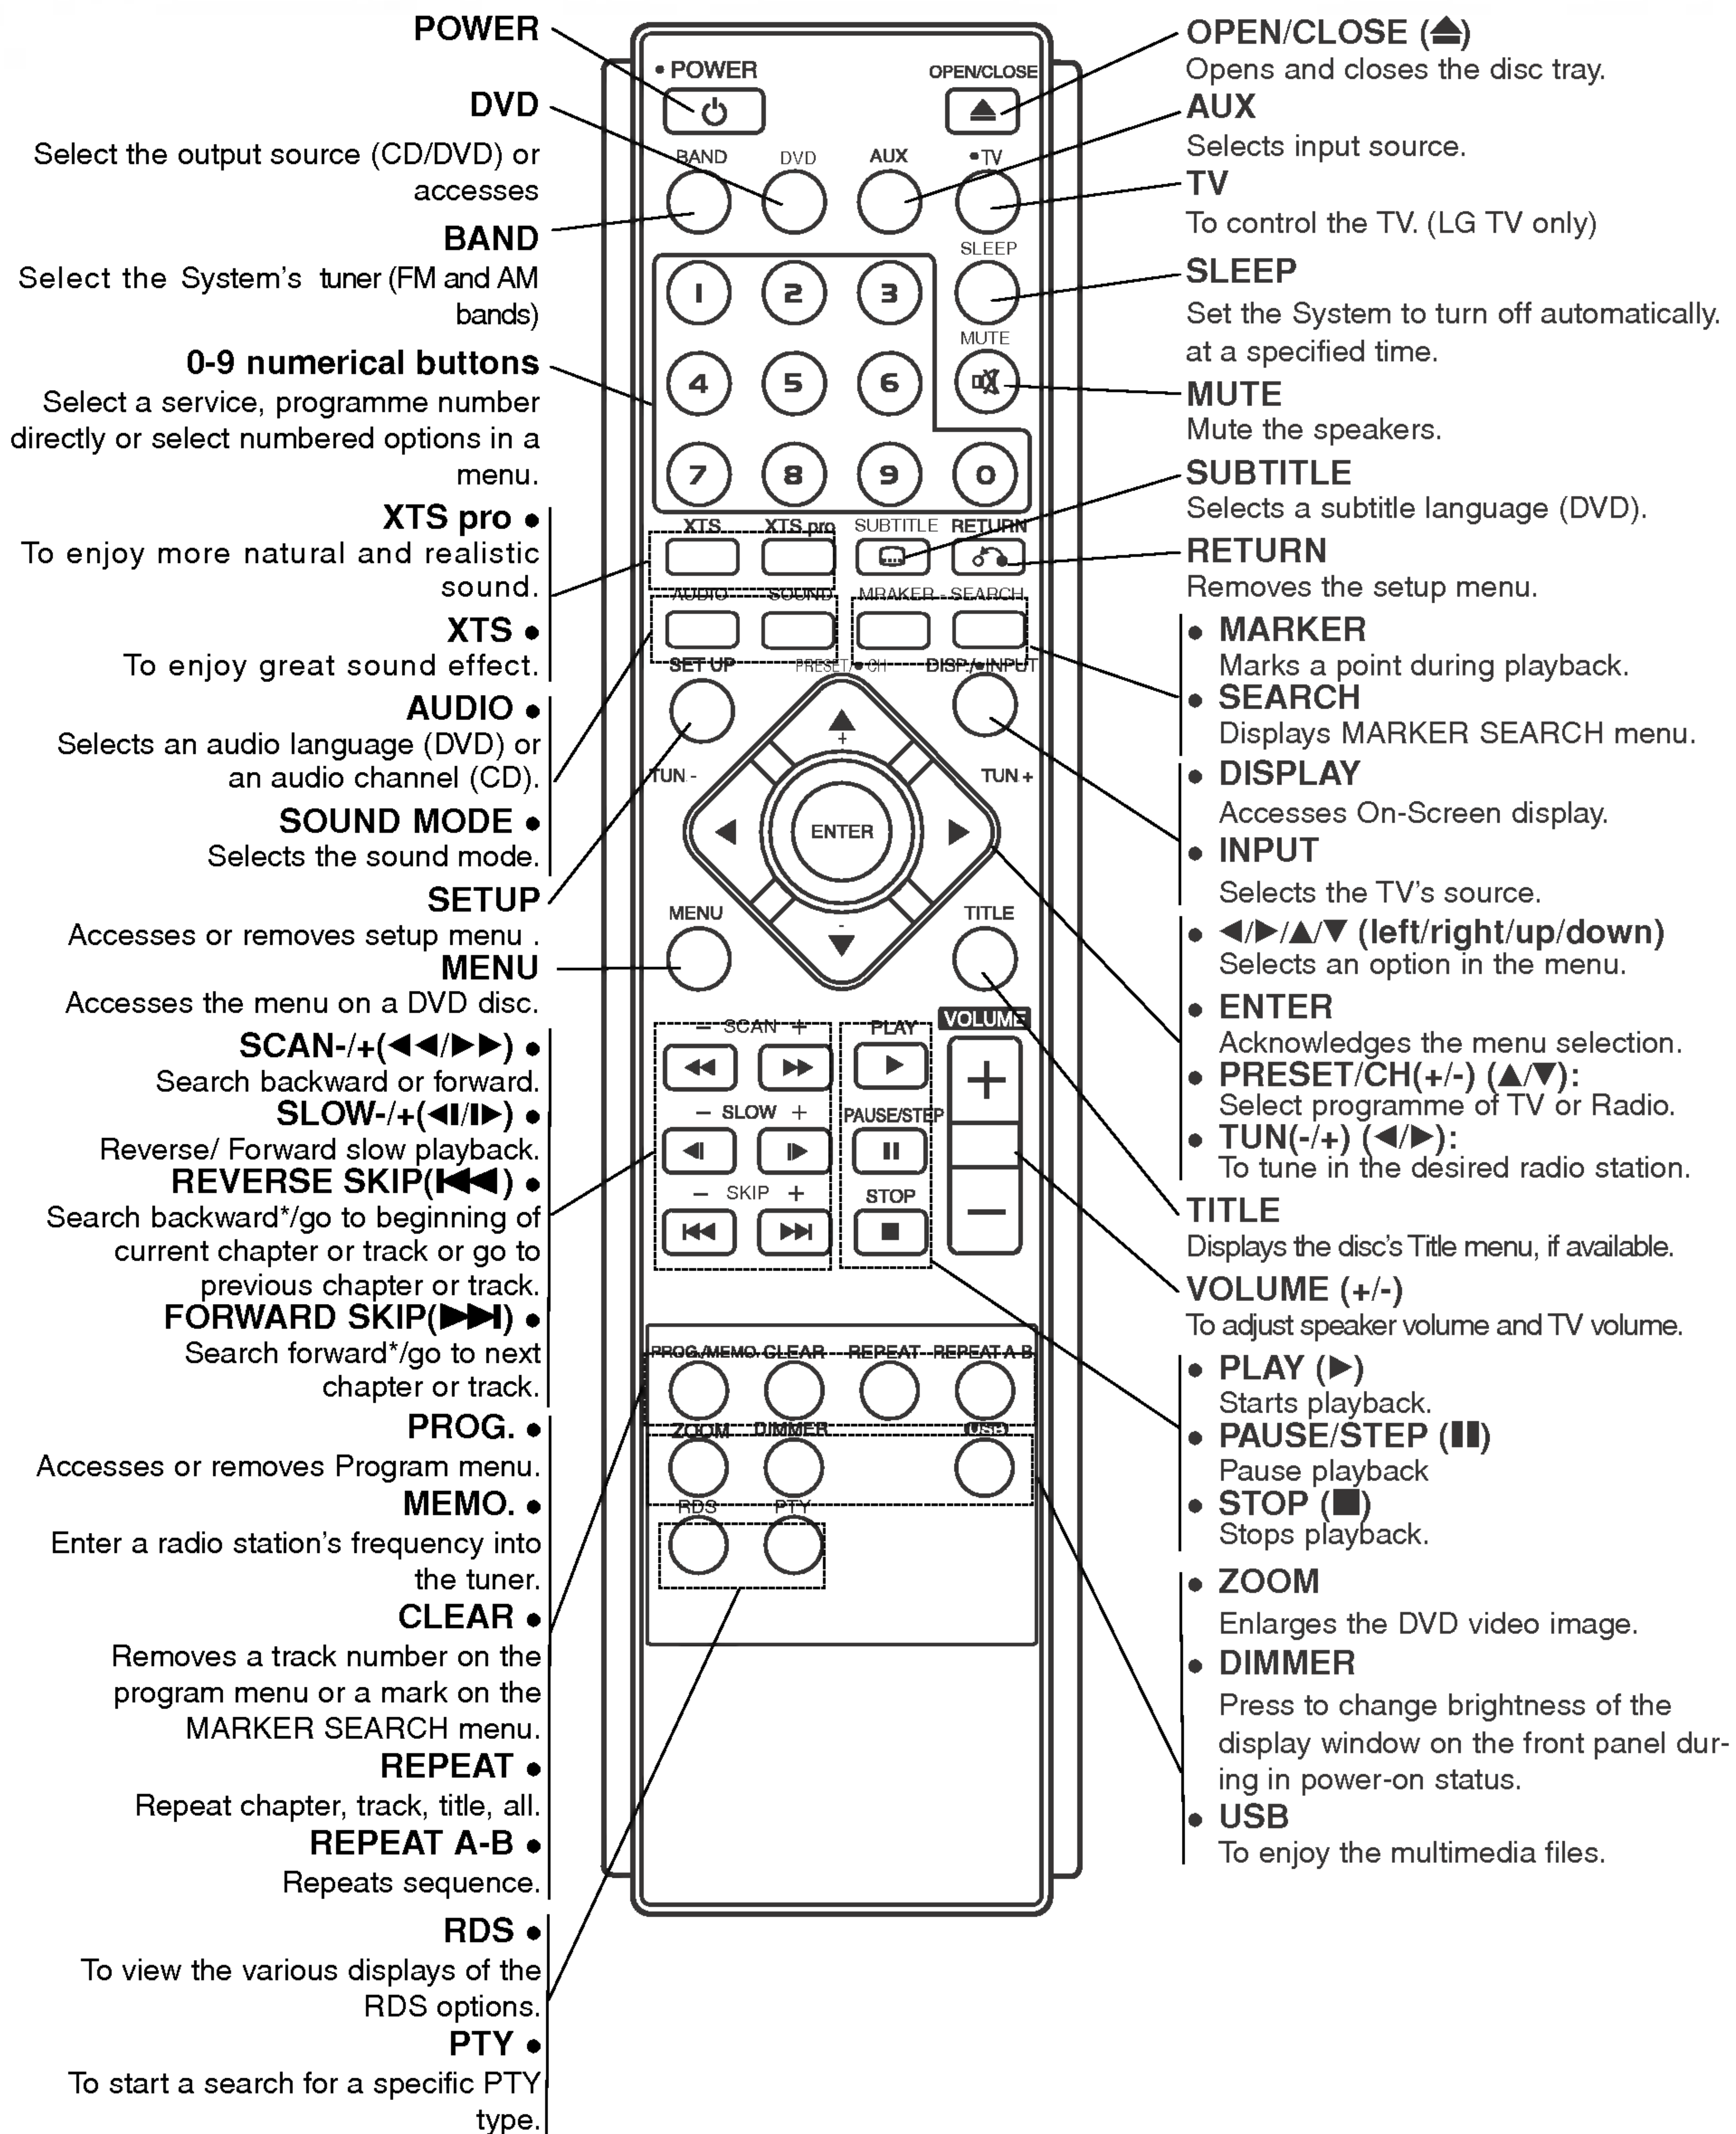 POWER
DVD
Select the output source (CD/DVD) or
accesses
BAND
Select the System's tuner (FM and AM
bands)
0-9 numerical buttons
Select a service, programme number
directly or select numbered options in a
menu.
XTS pro •
To enjoy more natural and realistic
sound.
XTS •
To enjoy great sound effect.
AUDIO •
Selects an audio language (DVD) or
an audio channel (CD).
SOUND MODE •
Selects the sound mode.
SETUP
Accesses or removes setup menu .
MENU
Accesses the menu on a DVD disc.
SCAN-/+(◀◀/▶▶) •
Search backward or forward.
SLOW-/+(◀I/I▶) •
Reverse/ Forward slow playback.
REVERSE SKIP(I◀◀) •
Search backward*/go to beginning of
current chapter or track or go to
previous chapter or track.
FORWARD SKIP(▶▶I) •
Search forward*/go to next
chapter or track.
PROG. •
Accesses or removes Program menu.
MEMO. •
Enter a radio station's frequency into
the tuner.
CLEAR •
Removes a track number on the
program menu or a mark on the
MARKER SEARCH menu.
REPEAT •
Repeat chapter, track, title, all.
REPEAT A-B •
Repeats sequence.
RDS •
To view the various displays of the
RDS options.
PTY •
To start a search for a specific PTY
type.
• POWER OPEN/CLOSE
BAND DVD AUX • TV
SLEEP
1 2 3
MUTE
4 5 6
7 8 9 0
XTS XTS pro SUBTITLE RETURN
AUDIO SOUND MRAKER - SEARCH
SET UP PRESET/• CH DISP./• INPUT
▲
+
TUN - TUN +
◀ ENTER ▶
MENU TITLE
-
▼
− SCAN + PLAY VOLUME
◀◀ ▶▶ ▶ +
− SLOW + PAUSE/STEP
◀I I▶ II
− SKIP + STOP
I◀◀ ▶▶I ■ −
PROG./MEMO. CLEAR REPEAT REPEAT A-B
ZOOM DIMMER USB
RDS PTY
OPEN/CLOSE (⏏)
Opens and closes the disc tray.
AUX
Selects input source.
TV
To control the TV. (LG TV only)
SLEEP
Set the System to turn off automatically.
at a specified time.
MUTE
Mute the speakers.
SUBTITLE
Selects a subtitle language (DVD).
RETURN
Removes the setup menu.
• MARKER
Marks a point during playback.
• SEARCH
Displays MARKER SEARCH menu.
• DISPLAY
Accesses On-Screen display.
• INPUT
Selects the TV's source.
• ◀/▶/▲/▼ (left/right/up/down)
Selects an option in the menu.
• ENTER
Acknowledges the menu selection.
• PRESET/CH(+/-) (▲/▼):
Select programme of TV or Radio.
• TUN(-/+) (◀/▶):
To tune in the desired radio station.
TITLE
Displays the disc's Title menu, if available.
VOLUME (+/-)
To adjust speaker volume and TV volume.
• PLAY (▶)
Starts playback.
• PAUSE/STEP (II)
Pause playback
• STOP (■)
Stops playback.
• ZOOM
Enlarges the DVD video image.
• DIMMER
Press to change brightness of the
display window on the front panel dur-
ing in power-on status.
• USB
To enjoy the multimedia files.